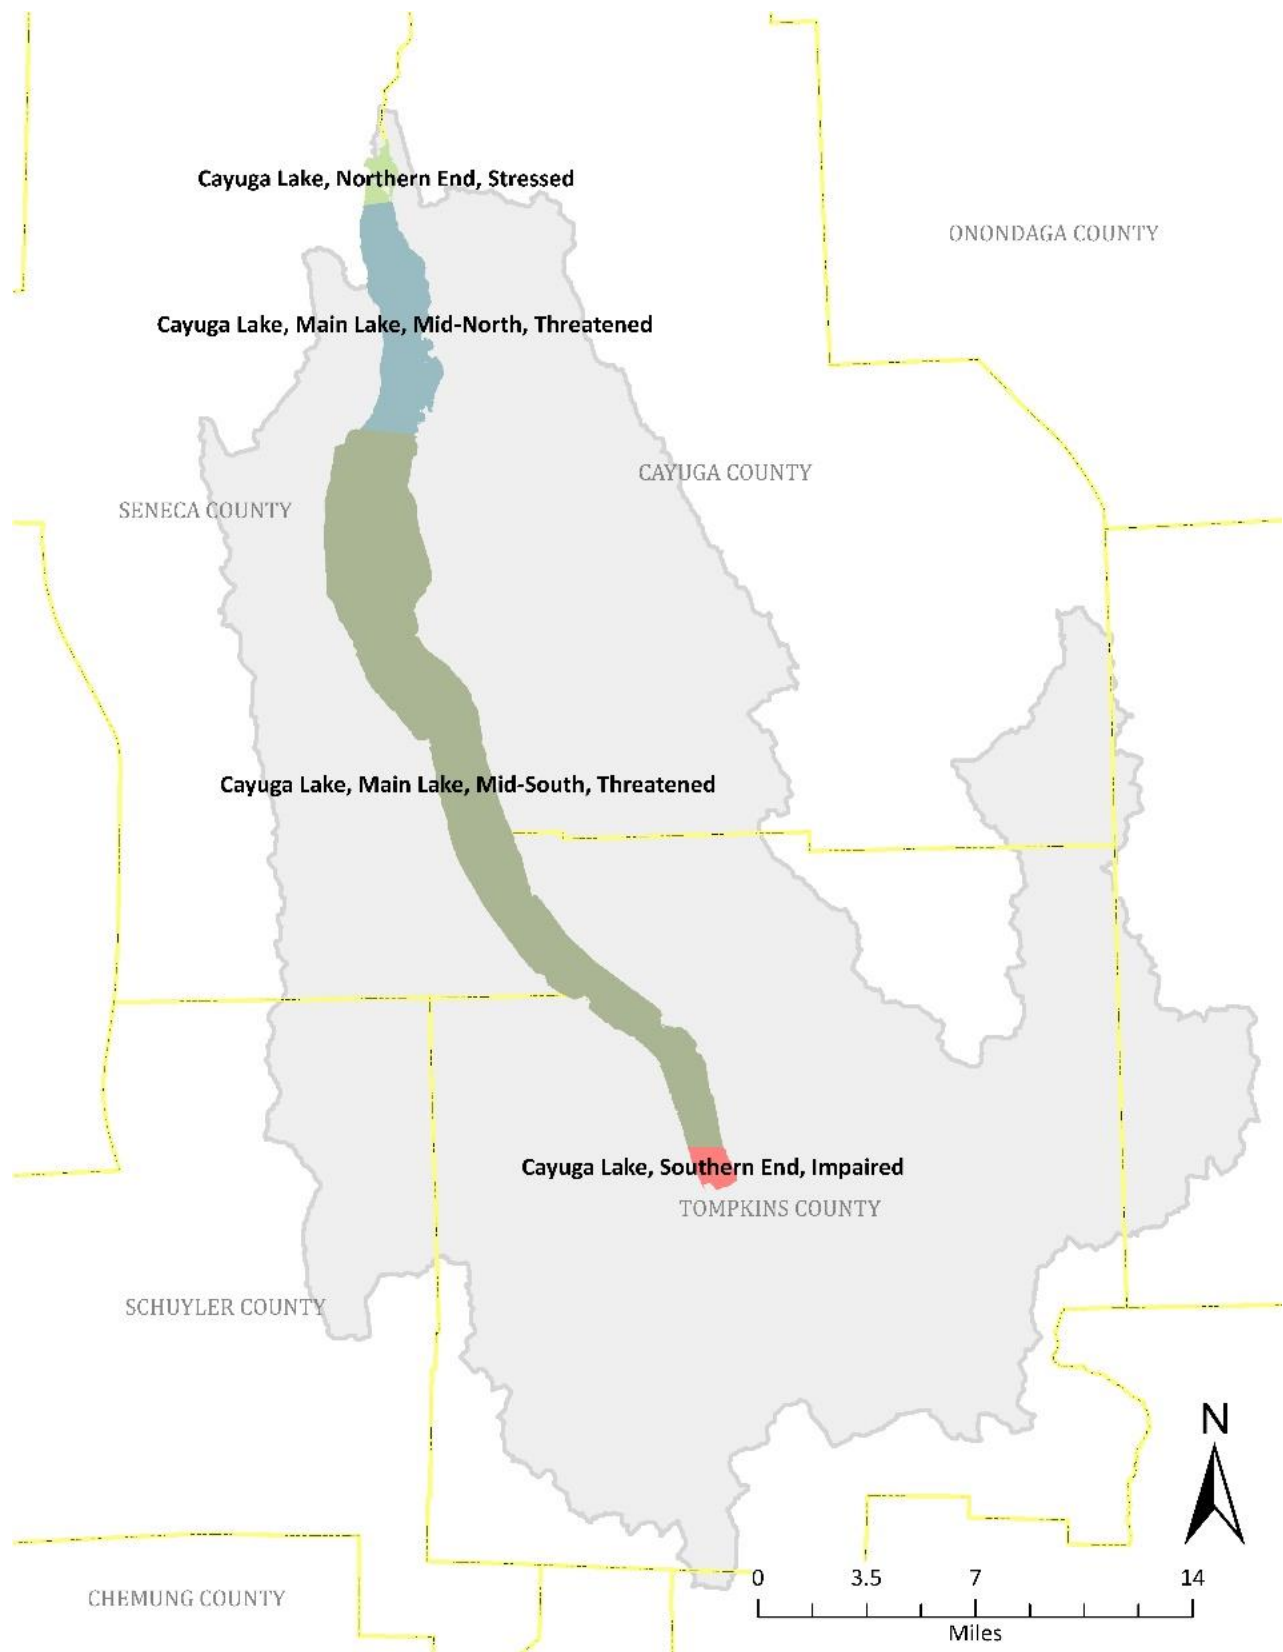 Cayuga Lake, Northern End, Stressed
ONONDAGA COUNTY
Cayuga Lake, Main Lake, Mid-North, Threatened
CAYUGA COUNTY
SENECA COUNTY
Cayuga Lake, Main Lake, Mid-South, Threatened
Cayuga Lake, Southern End, Impaired
TOMPKINS COUNTY
SCHUYLER COUNTY
N
CHEMUNG COUNTY
0 3.5 7 14
Miles